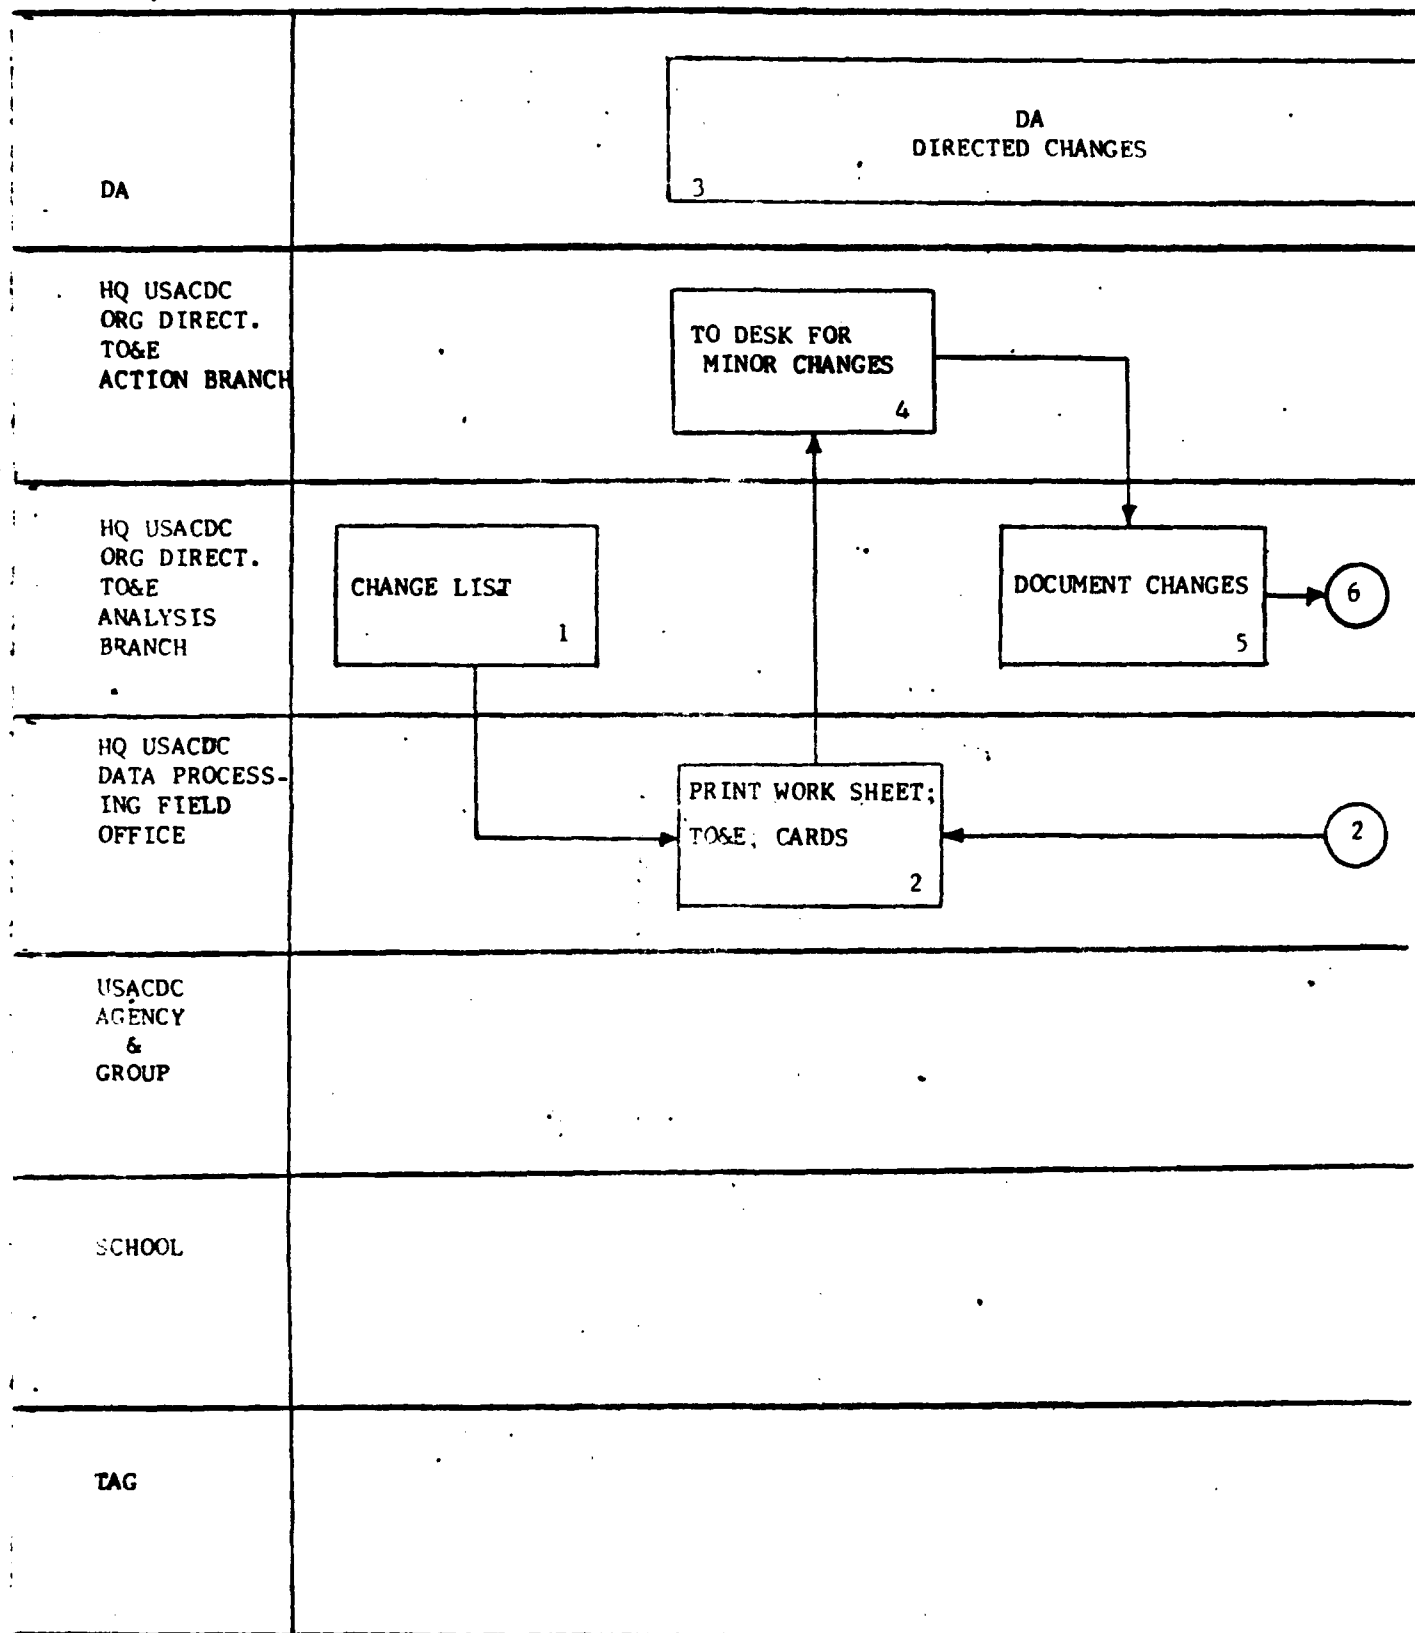 DA
DA
DIRECTED CHANGES
3
HQ USACDC
ORG DIRECT.
TO&E
ACTION BRANCH
TO DESK FOR
MINOR CHANGES
4
HQ USACDC
ORG DIRECT.
TO&E
ANALYSIS
BRANCH
CHANGE LIST
1
DOCUMENT CHANGES
5
6
HQ USACDC
DATA PROCESS-
ING FIELD
OFFICE
PRINT WORK SHEET;
TO&E; CARDS
2
2
USACDC
AGENCY
&
GROUP
SCHOOL
TAG